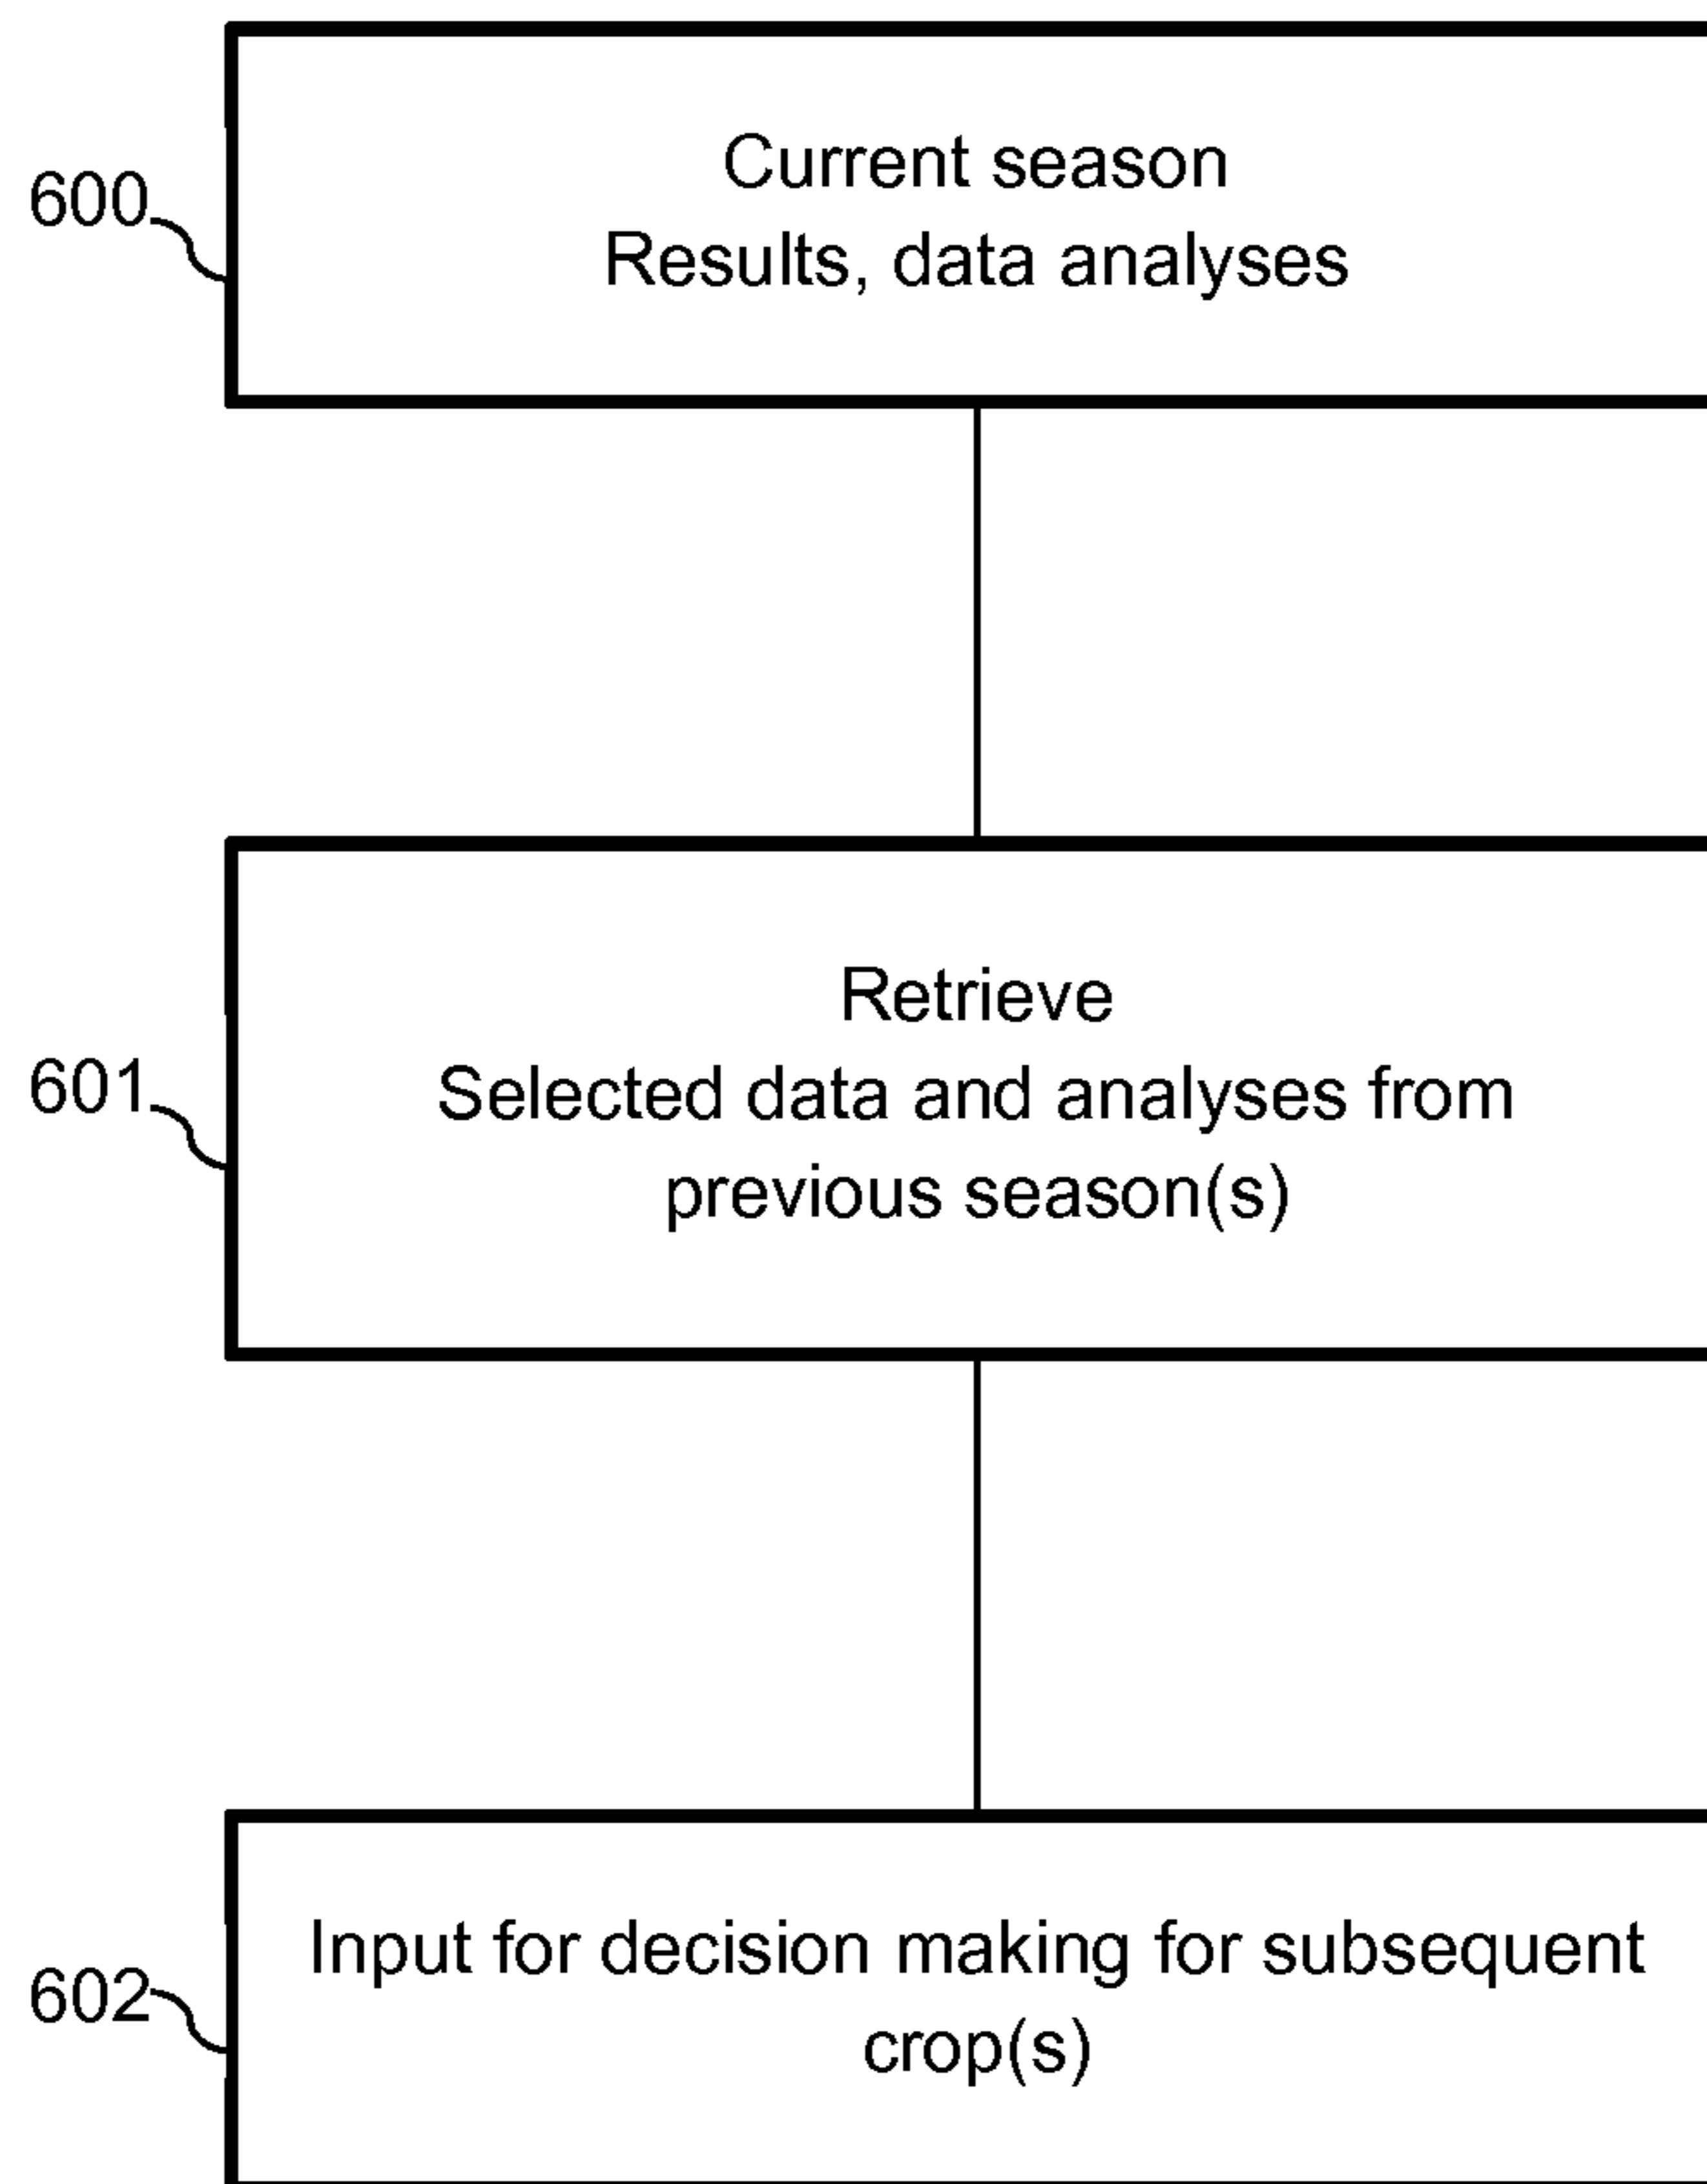 Current season
600
Results, data analyses
Retrieve
601
Selected data and analyses from
previous season(s)
Input for decision making for subsequent
602
crop(s)